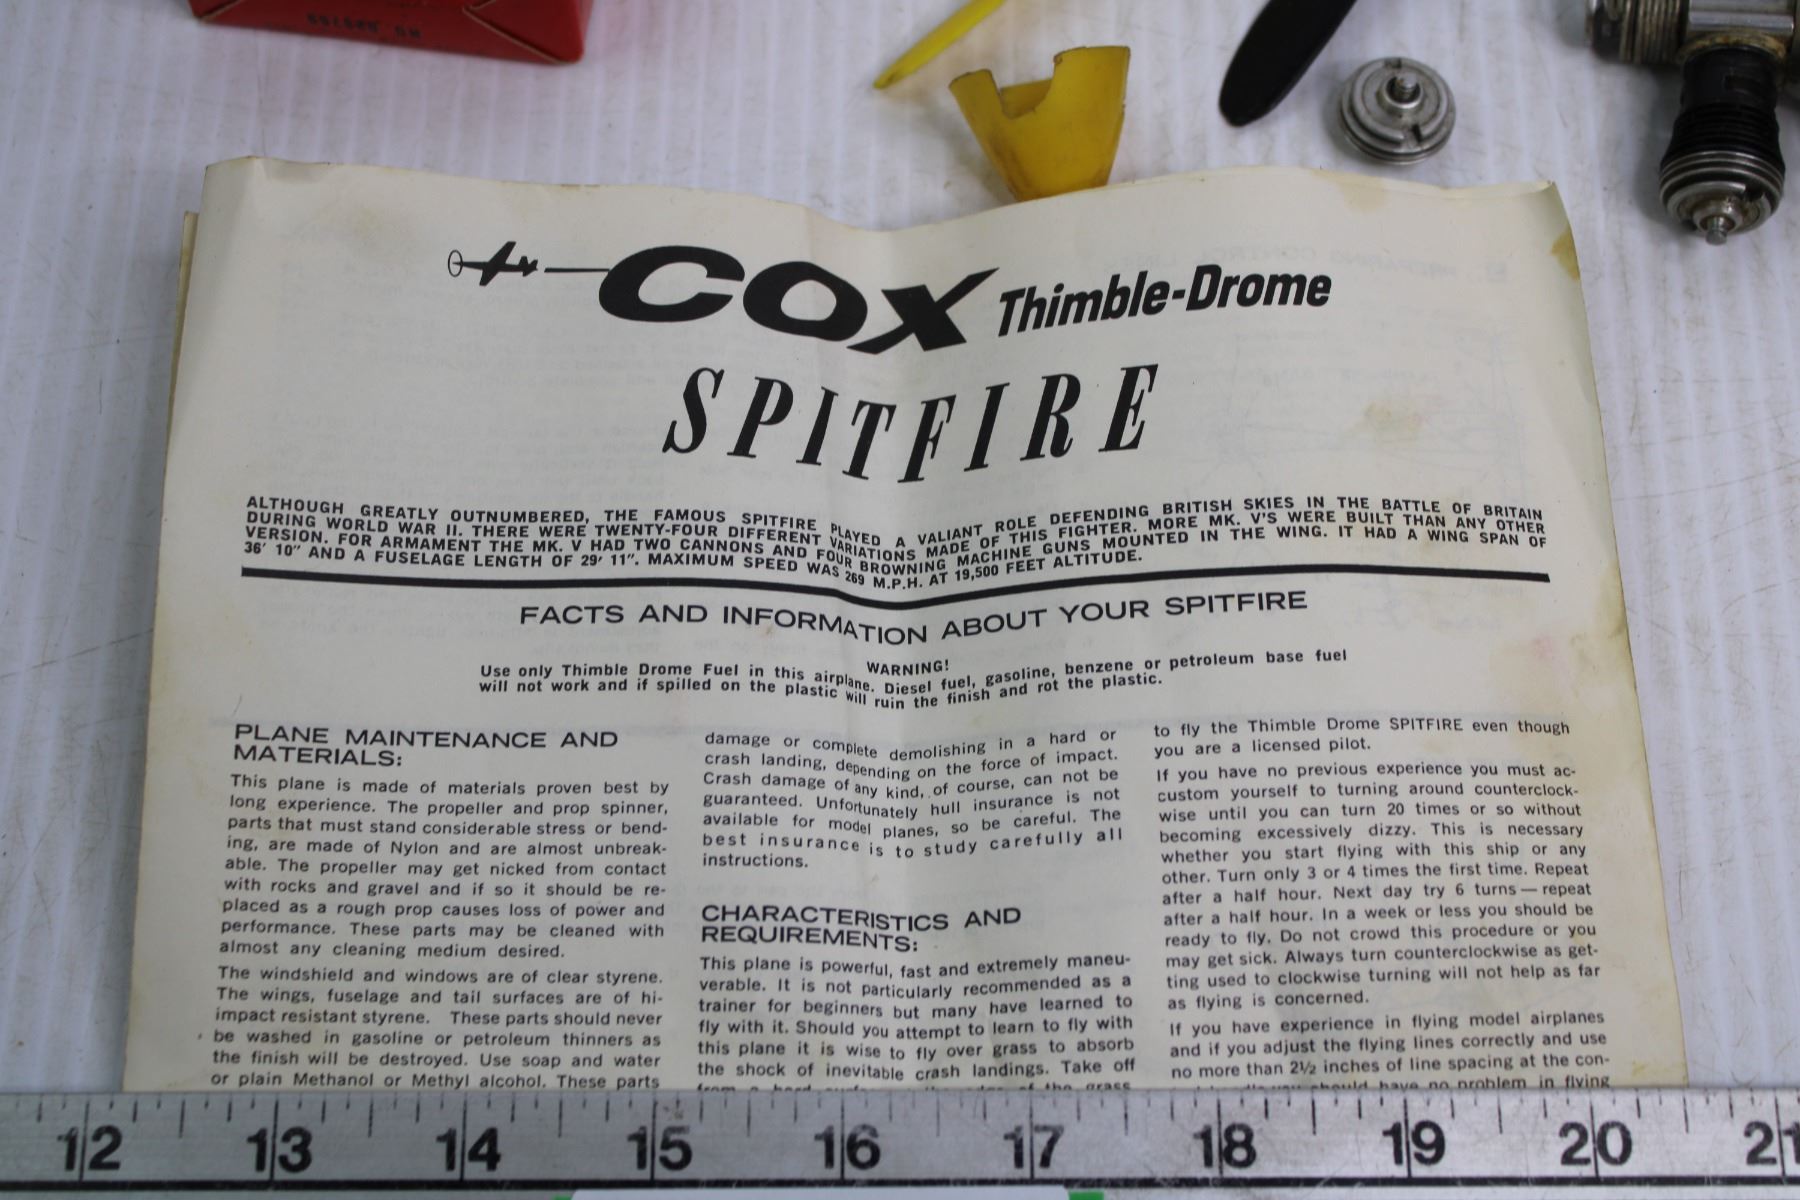 COX Thimble-Drome
SPITFIRE
ALTHOUGH GREATLY OUTNUMBERED, THE FAMOUS SPITFIRE PLAYED A VALIANT ROLE DEFENDING BRITISH SKIES IN THE BATTLE OF BRITAIN
DURING WORLD WAR II. THERE WERE TWENTY-FOUR DIFFERENT VARIATIONS MADE OF THIS FIGHTER. MORE MK. V'S WERE BUILT THAN ANY OTHER
VERSION. FOR ARMAMENT THE MK. V HAD TWO CANNONS AND FOUR BROWNING MACHINE GUNS MOUNTED IN THE WING. IT HAD A WING SPAN OF
36' 10" AND A FUSELAGE LENGTH OF 29' 11". MAXIMUM SPEED WAS 269 M.P.H. AT 19,500 FEET ALTITUDE.
FACTS AND INFORMATION ABOUT YOUR SPITFIRE
WARNING!
Use only Thimble Drome Fuel in this airplane. Diesel fuel, gasoline, benzene or petroleum base fuel
will not work and if spilled on the plastic will ruin the finish and rot the plastic.
PLANE MAINTENANCE AND
MATERIALS:
This plane is made of materials proven best by
long experience. The propeller and prop spinner,
parts that must stand considerable stress or bend-
ing, are made of Nylon and are almost unbreak-
able. The propeller may get nicked from contact
with rocks and gravel and if so it should be re-
placed as a rough prop causes loss of power and
performance. These parts may be cleaned with
almost any cleaning medium desired.
The windshield and windows are of clear styrene.
The wings, fuselage and tail surfaces are of hi-
impact resistant styrene. These parts should never
be washed in gasoline or petroleum thinners as
the finish will be destroyed. Use soap and water
or plain Methanol or Methyl alcohol. These parts
damage or complete demolishing in a hard or
crash landing, depending on the force of impact.
Crash damage of any kind, of course, can not be
guaranteed. Unfortunately hull insurance is not
available for model planes, so be careful. The
best insurance is to study carefully all
instructions.
CHARACTERISTICS AND
REQUIREMENTS:
This plane is powerful, fast and extremely maneu-
verable. It is not particularly recommended as a
trainer for beginners but many have learned to
fly with it. Should you attempt to learn to fly with
this plane it is wise to fly over grass to absorb
the shock of inevitable crash landings. Take off
from a hard of the grass
to fly the Thimble Drome SPITFIRE even though
you are a licensed pilot.
If you have no previous experience you must ac-
custom yourself to turning around counterclock-
wise until you can turn 20 times or so without
becoming excessively dizzy. This is necessary
whether you start flying with this ship or any
other. Turn only 3 or 4 times the first time. Repeat
after a half hour. Next day try 6 turns — repeat
after a half hour. In a week or less you should be
ready to fly. Do not crowd this procedure or you
may get sick. Always turn counterclockwise as get-
ting used to clockwise turning will not help as far
as flying is concerned.
If you have experience in flying model airplanes
and if you adjust the flying lines correctly and use
no more than 2½ inches of line spacing at the con-
you should have no problem in flying
12 13 14 15 16 17 18 19 20 21